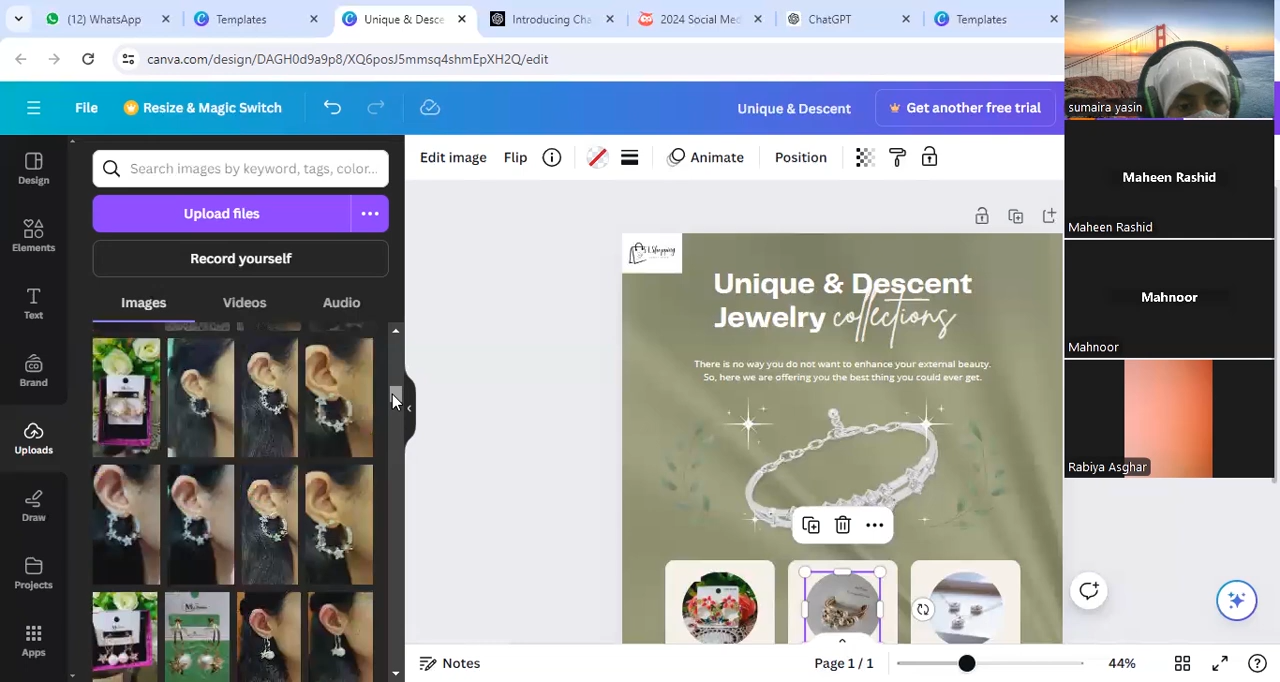 (12) WhatsApp
Templates
Unique & Desce
Introducing Cha
2024 Social Med
ChatGPT
Templates
canva.com/design/DAGH0d9a9p8/XQ6posJ5mmsq4shmEpXH2Q/edit
File
Resize & Magic Switch
Unique & Descent
Get another free trial
sumaira yasin
Search images by keyword, tags, color...
Edit image
Flip
Animate
Position
Design
Upload files
Maheen Rashid
Maheen Rashid
Elements
Record yourself
Images
Videos
Audio
Text
Unique & Descent
Jewelry collections
Mahnoor
Mahnoor
There is no way you do not want to enhance your external beauty.
So, here we are offering you the best thing you could ever get.
Brand
Uploads
Rabiya Asghar
Draw
Projects
Apps
Notes
Page 1 / 1
44%